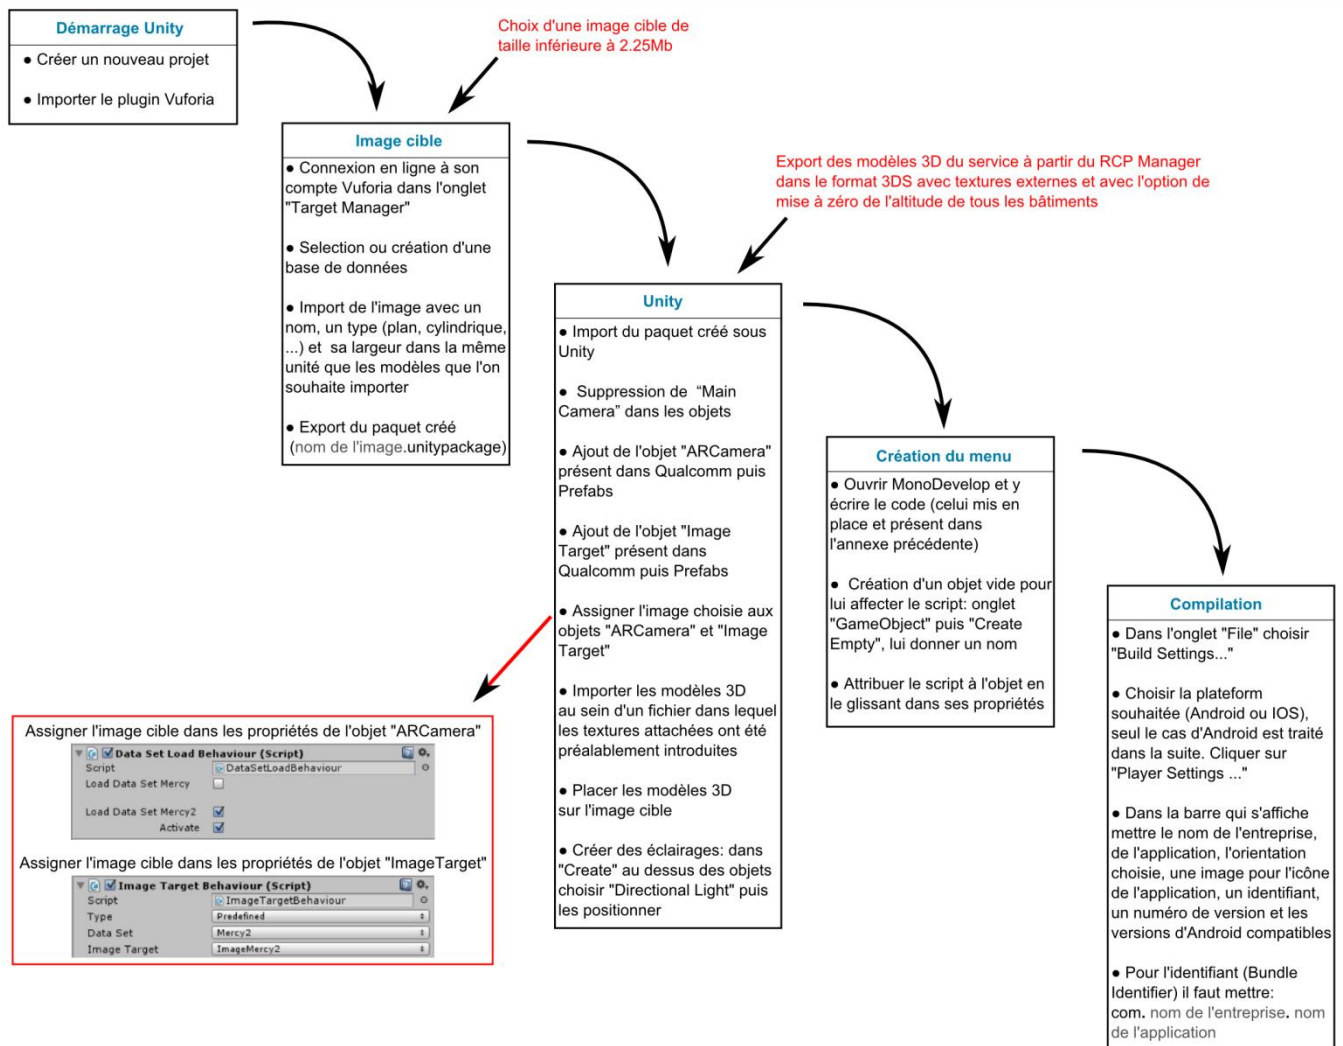 Démarrage Unity
● Créer un nouveau projet
● Importer le plugin Vuforia
Choix d'une image cible de
taille inférieure à 2.25Mb
Image cible
● Connexion en ligne à son
compte Vuforia dans l'onglet
"Target Manager"
● Selection ou création d'une
base de données
● Import de l'image avec un
nom, un type (plan, cylindrique,
...) et sa largeur dans la même
unité que les modèles que l'on
souhaite importer
● Export du paquet créé
(nom de l'image.unitypackage)
Export des modèles 3D du service à partir du RCP Manager
dans le format 3DS avec textures externes et avec l'option de
mise à zéro de l'altitude de tous les bâtiments
Unity
● Import du paquet créé sous
Unity
● Suppression de “Main
Camera” dans les objets
● Ajout de l'objet "ARCamera"
présent dans Qualcomm puis
Prefabs
● Ajout de l'objet "Image
Target" présent dans
Qualcomm puis Prefabs
● Assigner l'image choisie aux
objets "ARCamera" et "Image
Target"
● Importer les modèles 3D
au sein d'un fichier dans lequel
les textures attachées ont été
préalablement introduites
● Placer les modèles 3D
sur l'image cible
● Créer des éclairages: dans
"Create" au dessus des objets
choisir "Directional Light" puis
les positionner
Assigner l'image cible dans les propriétés de l'objet "ARCamera"
Data Set Load Behaviour (Script)
Script DataSetLoadBehaviour
Load Data Set Mercy
Load Data Set Mercy2
Activate
Assigner l'image cible dans les propriétés de l'objet "ImageTarget"
Image Target Behaviour (Script)
Script ImageTargetBehaviour
Type Predefined
Data Set Mercy2
Image Target ImageMercy2
Création du menu
● Ouvrir MonoDevelop et y
écrire le code (celui mis en
place et présent dans
l'annexe précédente)
● Création d'un objet vide pour
lui affecter le script: onglet
"GameObject" puis "Create
Empty", lui donner un nom
● Attribuer le script à l'objet en
le glissant dans ses propriétés
Compilation
● Dans l'onglet "File" choisir
"Build Settings..."
● Choisir la plateform
souhaitée (Android ou IOS),
seul le cas d'Android est traité
dans la suite. Cliquer sur
"Player Settings ..."
● Dans la barre qui s'affiche
mettre le nom de l'entreprise,
de l'application, l'orientation
choisie, une image pour l'icône
de l'application, un identifiant,
un numéro de version et les
versions d'Android compatibles
● Pour l'identifiant (Bundle
Identifier) il faut mettre:
com. nom de l'entreprise. nom
de l'application